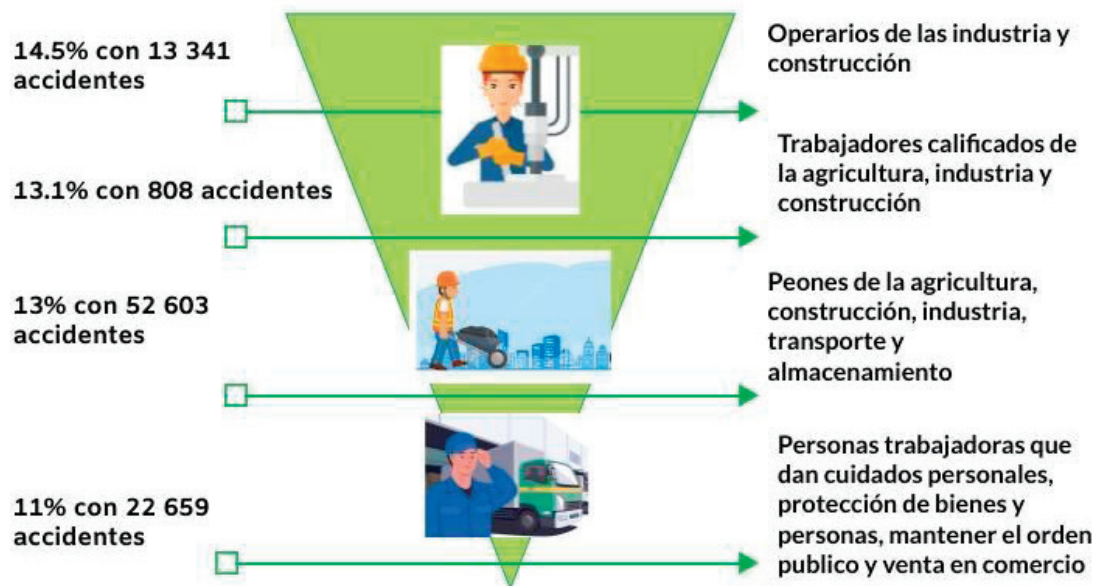 14.5% con 13 341
accidentes
Operarios de las industria y
construcción
13.1% con 808 accidentes
Trabajadores calificados de
la agricultura, industria y
construcción
13% con 52 603
accidentes
Peones de la agricultura,
construcción, industria,
transporte y
almacenamiento
11% con 22 659
accidentes
Personas trabajadoras que
dan cuidados personales,
protección de bienes y
personas, mantener el orden
publico y venta en comercio